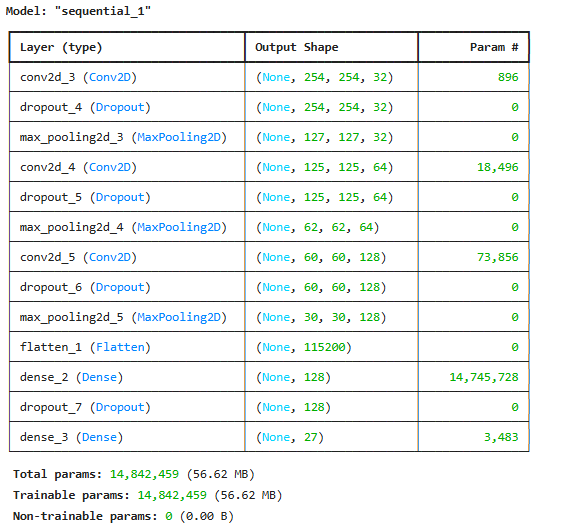 Model: "sequential_1"
Layer (type) Output Shape Param #
conv2d_3 (Conv2D) (None, 254, 254, 32) 896
dropout_4 (Dropout) (None, 254, 254, 32) 0
max_pooling2d_3 (MaxPooling2D) (None, 127, 127, 32) 0
conv2d_4 (Conv2D) (None, 125, 125, 64) 18,496
dropout_5 (Dropout) (None, 125, 125, 64) 0
max_pooling2d_4 (MaxPooling2D) (None, 62, 62, 64) 0
conv2d_5 (Conv2D) (None, 60, 60, 128) 73,856
dropout_6 (Dropout) (None, 60, 60, 128) 0
max_pooling2d_5 (MaxPooling2D) (None, 30, 30, 128) 0
flatten_1 (Flatten) (None, 115200) 0
dense_2 (Dense) (None, 128) 14,745,728
dropout_7 (Dropout) (None, 128) 0
dense_3 (Dense) (None, 27) 3,483
Total params: 14,842,459 (56.62 MB)
Trainable params: 14,842,459 (56.62 MB)
Non-trainable params: 0 (0.00 B)